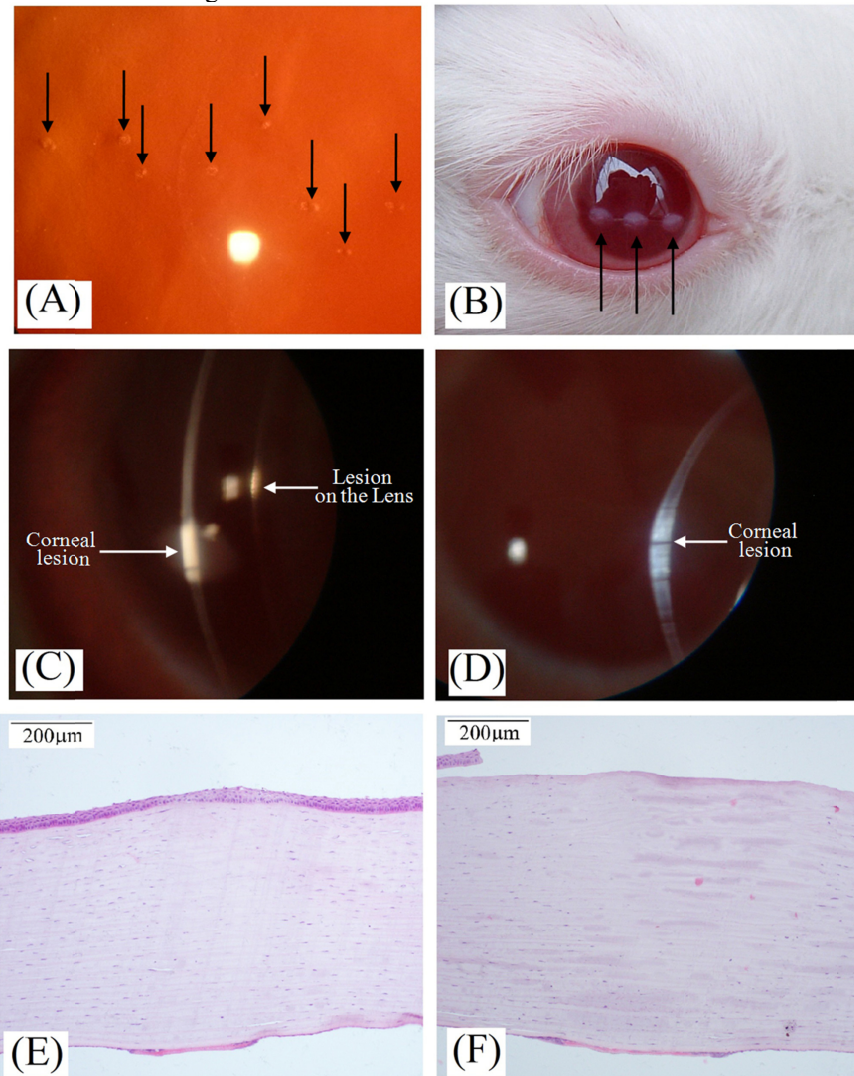 (A)
(B)
Lesion
on the Lens
Corneal
lesion
(C)
Corneal
lesion
(D)
200μm
(E)
200μm
(F)